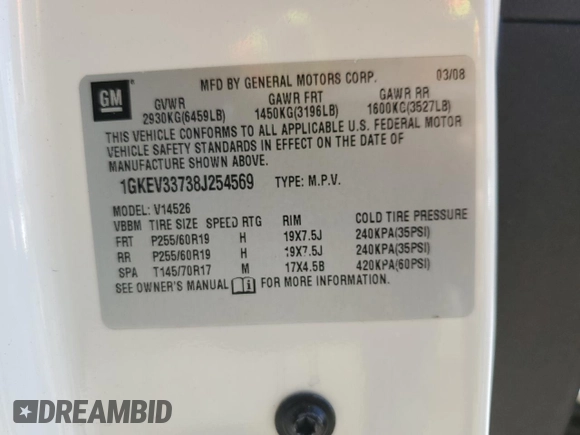 MFD BY GENERAL MOTORS CORP. 03/08
GM
GVWR GAWR FRT GAWR RR
2930KG(6459LB) 1450KG(3196LB) 1600KG(3527LB)
THIS VEHICLE CONFORMS TO ALL APPLICABLE U.S. FEDERAL MOTOR
VEHICLE SAFETY STANDARDS IN EFFECT ON THE DATE OF
MANUFACTURE SHOWN ABOVE.
1GKEV33738J254569 TYPE: M.P.V.
MODEL: V14526
VBBM TIRE SIZE SPEED RTG RIM COLD TIRE PRESSURE
FRT P255/60R19 H 19X7.5J 240KPA(35PSI)
RR P255/60R19 H 19X7.5J 240KPA(35PSI)
SPA T145/70R17 M 17X4.5B 420KPA(60PSI)
SEE OWNER'S MANUAL i FOR MORE INFORMATION.
DREAMBID